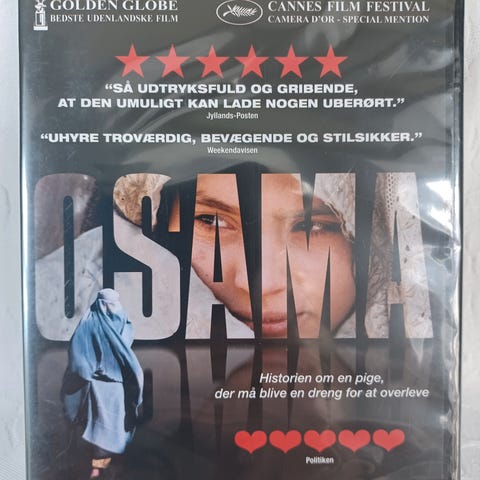 GOLDEN GLOBE
BEDSTE UDENLANDSKE FILM
CANNES FILM FESTIVAL
CAMERA D'OR - SPECIAL MENTION
“SÅ UDTRYKSFULD OG GRIBENDE,
AT DEN UMULIGT KAN LADE NOGEN UBERØRT.”
Jyllands-Posten
“UHYRE TROVÆRDIG, BEVÆGENDE OG STILSIKKER.”
Weekendavisen
OSAMA
Historien om en pige,
der må blive en dreng for at overleve
Politiken